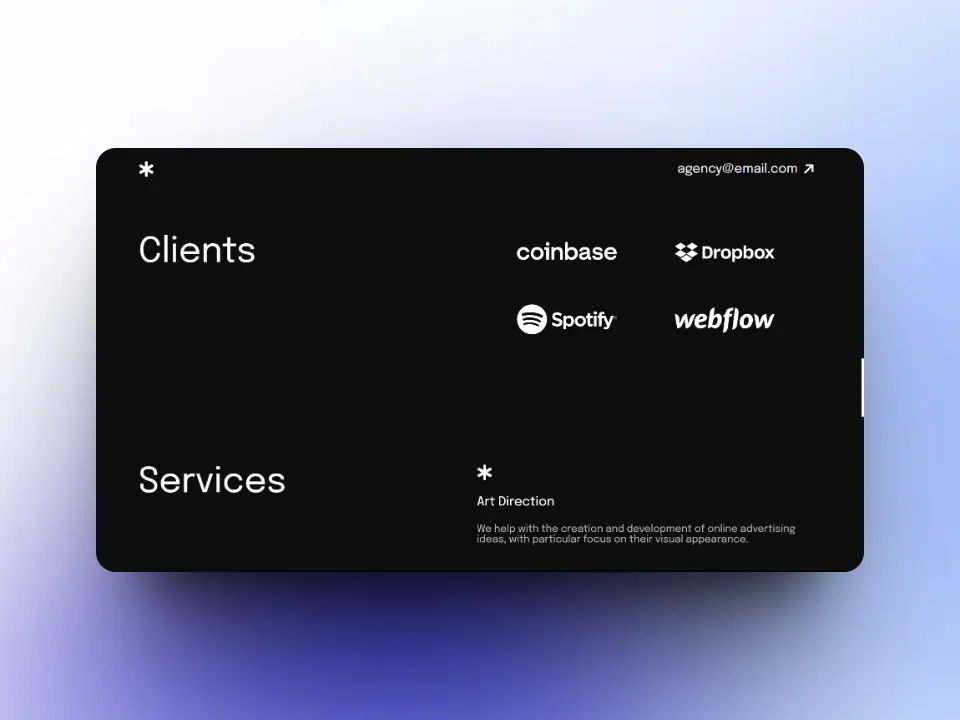 agency@email.com
Clients
coinbase
Dropbox
Spotify
webflow
Services
Art Direction
We help with the creation and development of online advertising
ideas, with particular focus on their visual appearance.